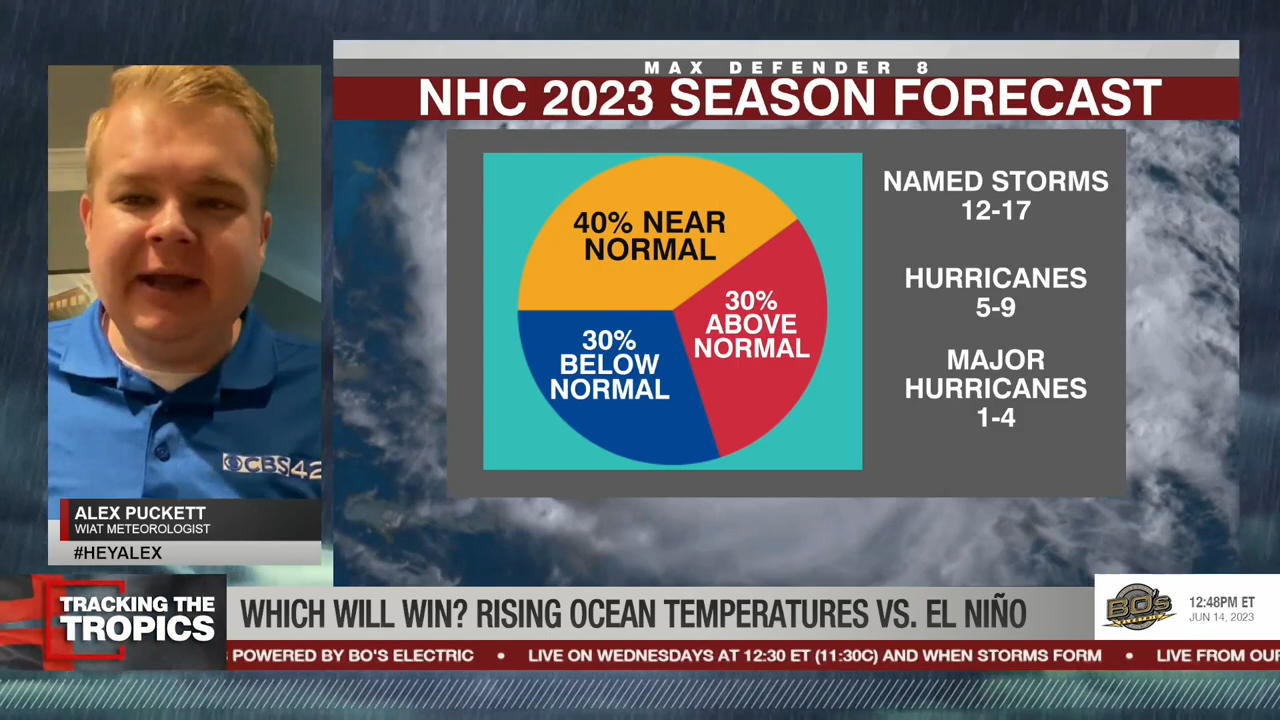 MAX DEFENDER 8
NHC 2023 SEASON FORECAST
40% NEAR
NORMAL
30%
ABOVE
NORMAL
30%
BELOW
NORMAL
NAMED STORMS
12-17
HURRICANES
5-9
MAJOR
HURRICANES
1-4
CBS42
ALEX PUCKETT
WIAT METEOROLOGIST
#HEYALEX
TRACKING THE
TROPICS
WHICH WILL WIN? RISING OCEAN TEMPERATURES VS. EL NIÑO
BO's
ELECTRIC
12:48PM ET
JUN 14, 2023
POWERED BY BO'S ELECTRIC • LIVE ON WEDNESDAYS AT 12:30 ET (11:30C) AND WHEN STORMS FORM • LIVE FROM OUR